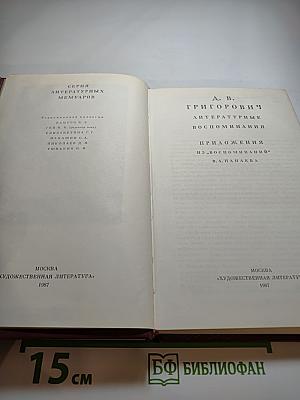 СЕРИЯ
ЛИТЕРАТУРНЫХ
МЕМУАРОВ
МОСКВА
«ХУДОЖЕСТВЕННАЯ ЛИТЕРАТУРА»
1987
Д. В.
ГРИГОРОВИЧ
ЛИТЕРАТУРНЫЕ
ВОСПОМИНАНИЯ
ПРИЛОЖЕНИЯ
ИЗ „ВОСПОМИНАНИЙ"
В. А. ПАНАЕВА
МОСКВА
«ХУДОЖЕСТВЕННАЯ ЛИТЕРАТУРА»
1987
15 см
БФ БИБЛИОФАН